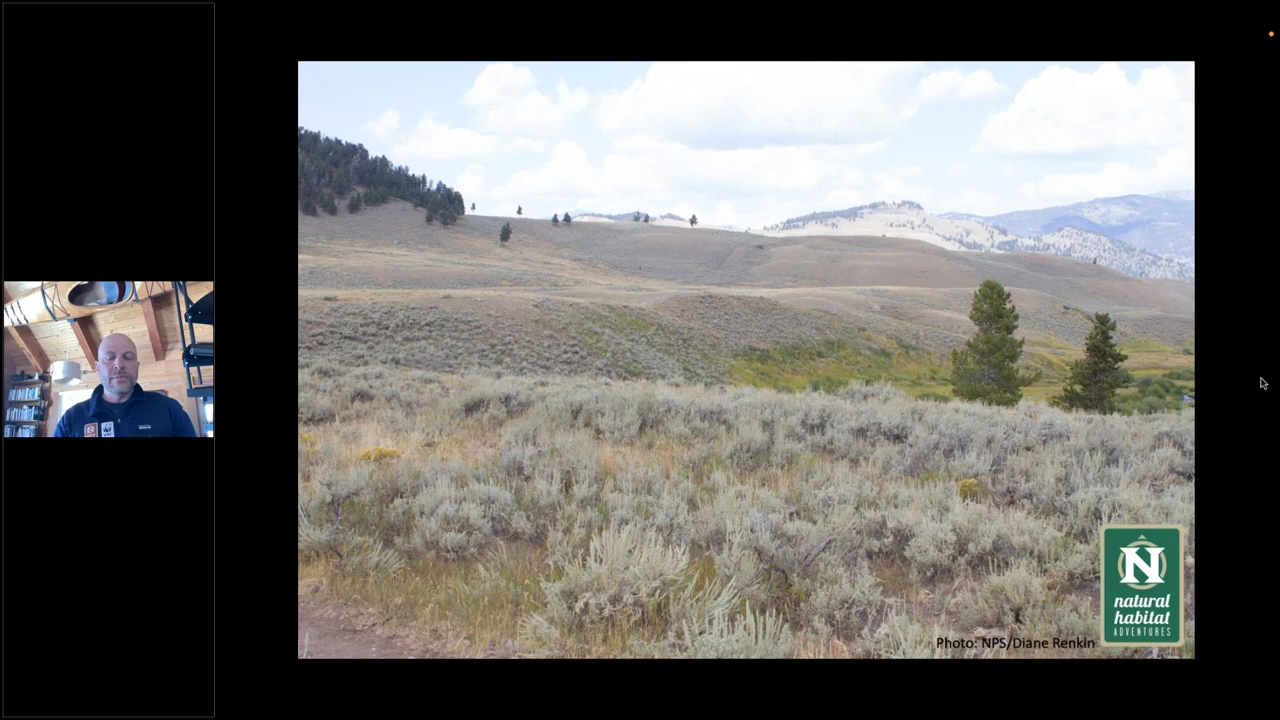 Photo: NPS/Diane Renkin
N
natural
habitat
ADVENTURES